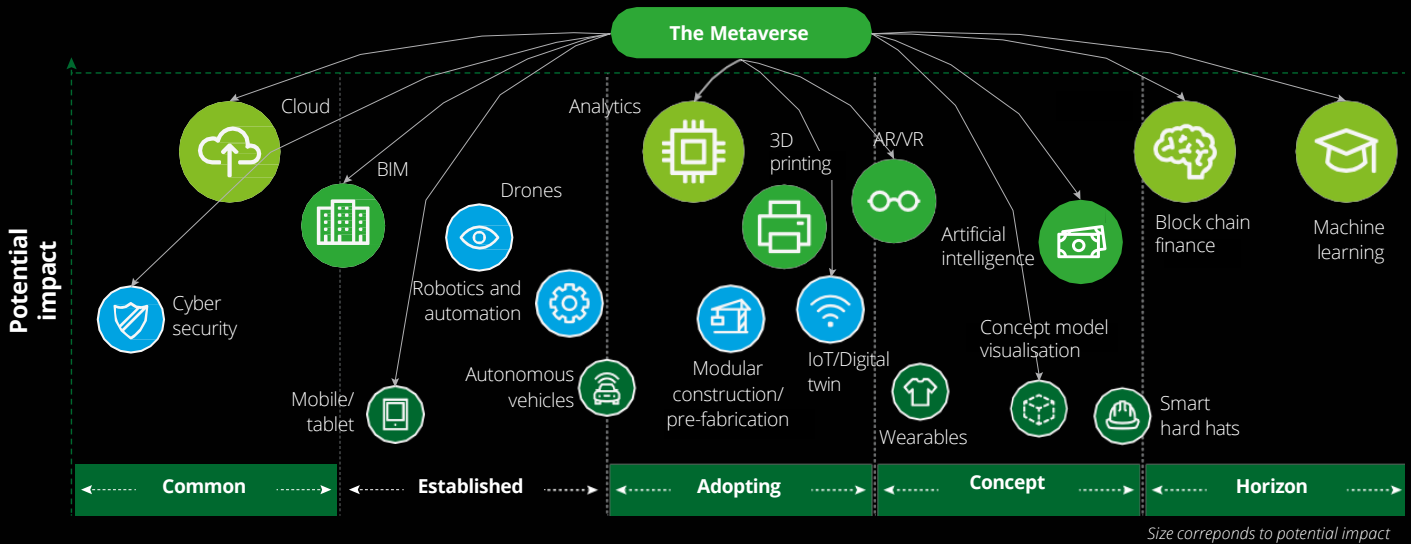 The Metaverse
Potential
impact
Cloud
Analytics
3D
printing
AR/VR
BIM
Drones
Block chain
finance
Machine
learning
Artificial
intelligence
Cyber
security
Robotics and
automation
Concept model
visualisation
IoT/Digital
twin
Modular
construction/
pre-fabrication
Autonomous
vehicles
Mobile/
tablet
Wearables
Smart
hard hats
Common
Established
Adopting
Concept
Horizon
Size correponds to potential impact